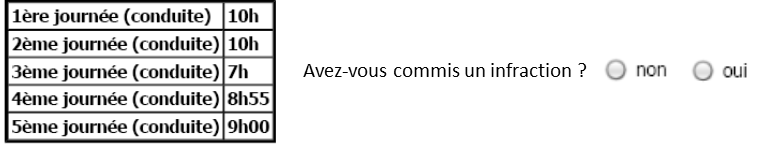 1ère journée (conduite) 10h
2ème journée (conduite) 10h
3ème journée (conduite) 7h
4ème journée (conduite) 8h55
5ème journée (conduite) 9h00
Avez-vous commis un infraction ? non oui